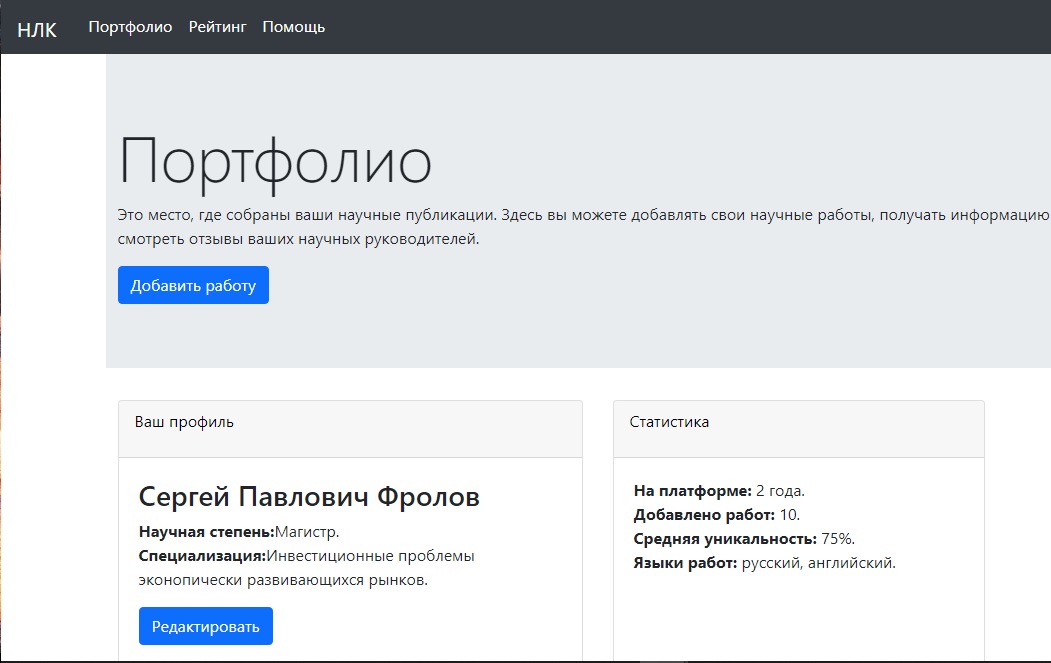 НЛК Портфолио Рейтинг Помощь
Портфолио
Это место, где собраны ваши научные публикации. Здесь вы можете добавлять свои научные работы, получать информацию
смотреть отзывы ваших научных руководителей.
Добавить работу
Ваш профиль
Сергей Павлович Фролов
Научная степень:Магистр.
Специализация:Инвестиционные проблемы
эконопически развивающихся рынков.
Редактировать
Статистика
На платформе: 2 года.
Добавлено работ: 10.
Средняя уникальность: 75%.
Языки работ: русский, английский.